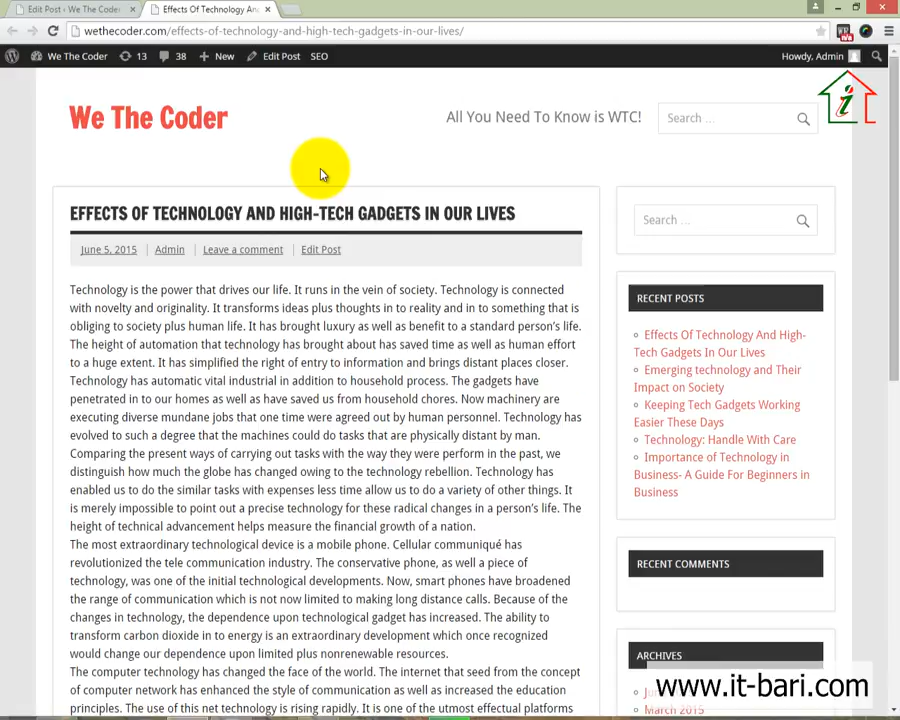 Edit Post ‹ We The Coder
Effects Of Technology An
wethecoder.com/effects-of-technology-and-high-tech-gadgets-in-our-lives/
We The Coder 13 38 + New Edit Post SEO Howdy, Admin
We The Coder
All You Need To Know is WTC!
Search ...
i
EFFECTS OF TECHNOLOGY AND HIGH-TECH GADGETS IN OUR LIVES
June 5, 2015 | Admin | Leave a comment | Edit Post
Technology is the power that drives our life. It runs in the vein of society. Technology is connected
with novelty and originality. It transforms ideas plus thoughts in to reality and in to something that is
obliging to society plus human life. It has brought luxury as well as benefit to a standard person's life.
The height of automation that technology has brought about has saved time as well as human effort
to a huge extent. It has simplified the right of entry to information and brings distant places closer.
Technology has automatic vital industrial in addition to household process. The gadgets have
penetrated in to our homes as well as have saved us from household chores. Now machinery are
executing diverse mundane jobs that one time were agreed out by human personnel. Technology has
evolved to such a degree that the machines could do tasks that are physically distant by man.
Comparing the present ways of carrying out tasks with the way they were perform in the past, we
distinguish how much the globe has changed owing to the technology rebellion. Technology has
enabled us to do the similar tasks with expenses less time allow us to do a variety of other things. It
is merely impossible to point out a precise technology for these radical changes in a person's life. The
height of technical advancement helps measure the financial growth of a nation.
The most extraordinary technological device is a mobile phone. Cellular communiqué has
revolutionized the tele communication industry. The conservative phone, as well a piece of
technology, was one of the initial technological developments. Now, smart phones have broadened
the range of communication which is not now limited to making long distance calls. Because of the
changes in technology, the dependence upon technological gadget has increased. The ability to
transform carbon dioxide in to energy is an extraordinary development which once recognized
would change our dependence upon limited plus nonrenewable resources.
The computer technology has changed the face of the world. The internet that seed from the concept
of computer network has enhanced the style of communication as well as increased the education
principles. The use of this net technology is rising rapidly. It is one of the utmost effectual platforms
Search ...
RECENT POSTS
Effects Of Technology And High-
Tech Gadgets In Our Lives
Emerging technology and Their
Impact on Society
Keeping Tech Gadgets Working
Easier These Days
Technology: Handle With Care
Importance of Technology in
Business- A Guide For Beginners in
Business
RECENT COMMENTS
ARCHIVES
March 2015
www.it-bari.com